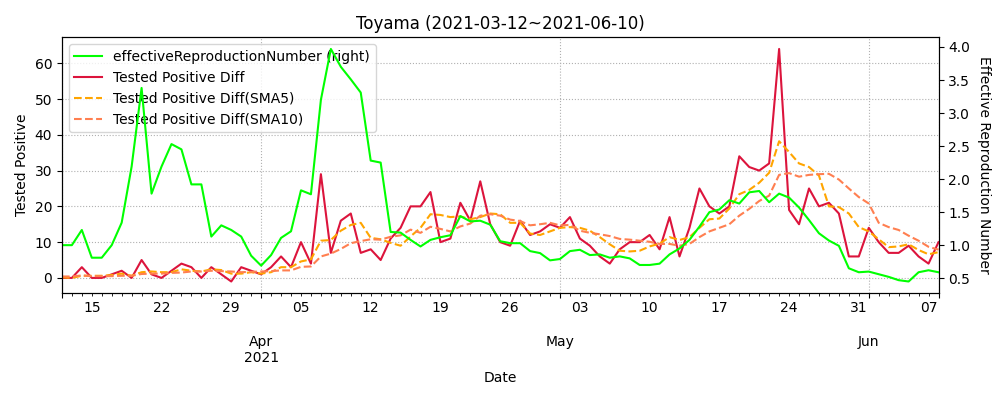 Toyama (2021-03-12~2021-06-10)
effectiveReproductionNumber (right)
Tested Positive Diff
Tested Positive Diff(SMA5)
Tested Positive Diff(SMA10)
Tested Positive
60
50
40
30
20
10
0
4.0
3.5
3.0
2.5
2.0
1.5
1.0
0.5
Effective Reproduction Number
15 22 29 05 12 19 26 03 10 17 24 31 07
Apr May Jun
2021
Date